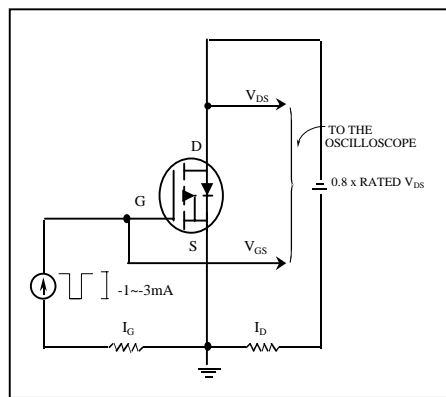 V_DS
TO THE
OSCILLOSCOPE
D
0.8 x RATED V_DS
G
S
V_GS
-1~-3mA
I_G
I_D